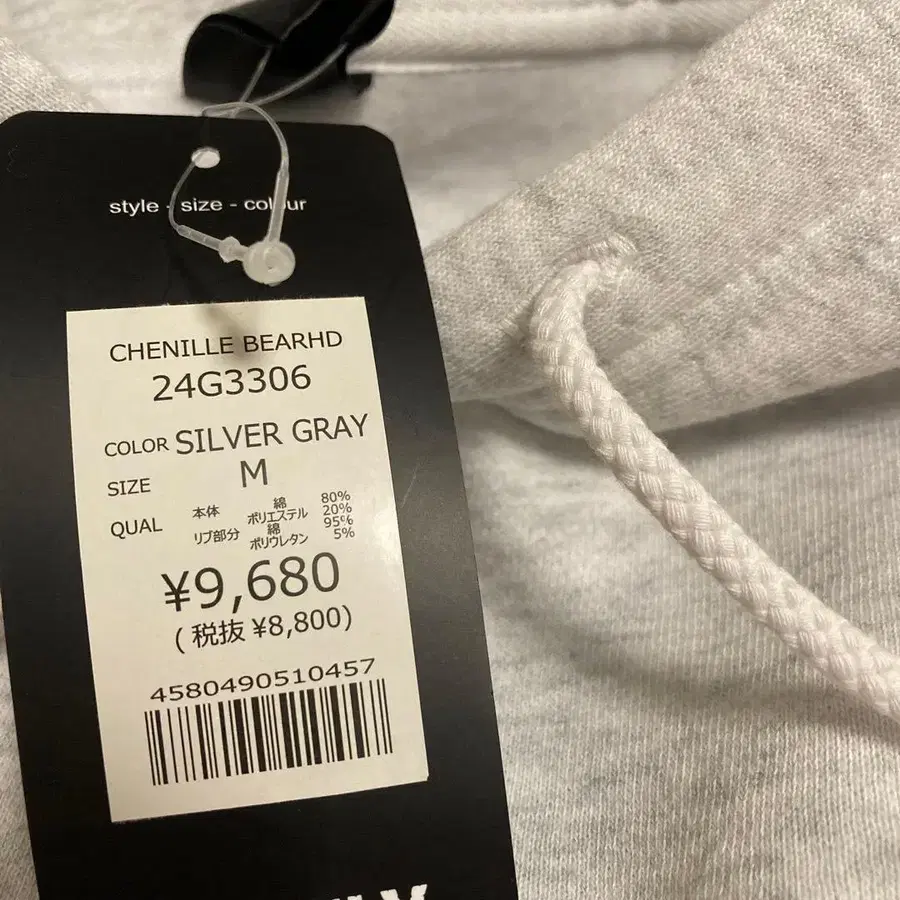 style - size - colour
CHENILLE BEARHD
24G3306
COLOR SILVER GRAY
SIZE M
QUAL 本体 綿 80%
ポリエステル 20%
リブ部分 綿 95%
ポリウレタン 5%
¥9,680
(税抜 ¥8,800)
4580490510457